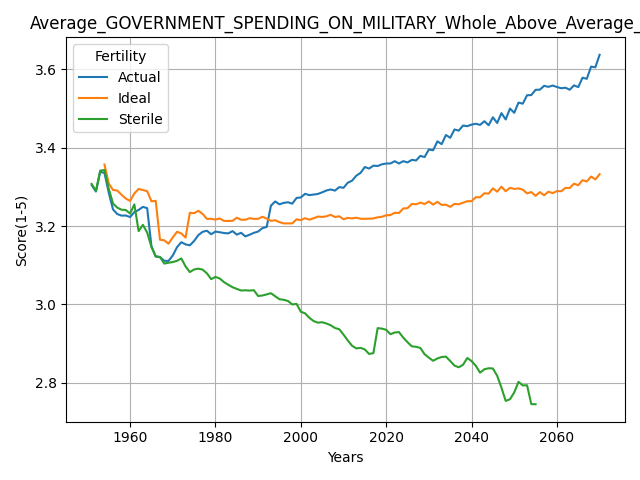 Average_GOVERNMENT_SPENDING_ON_MILITARY_Whole_Above_Average_
Fertility
Actual
Ideal
Sterile
Score(1-5)
3.6
3.4
3.2
3.0
2.8
1960 1980 2000 2020 2040 2060
Years